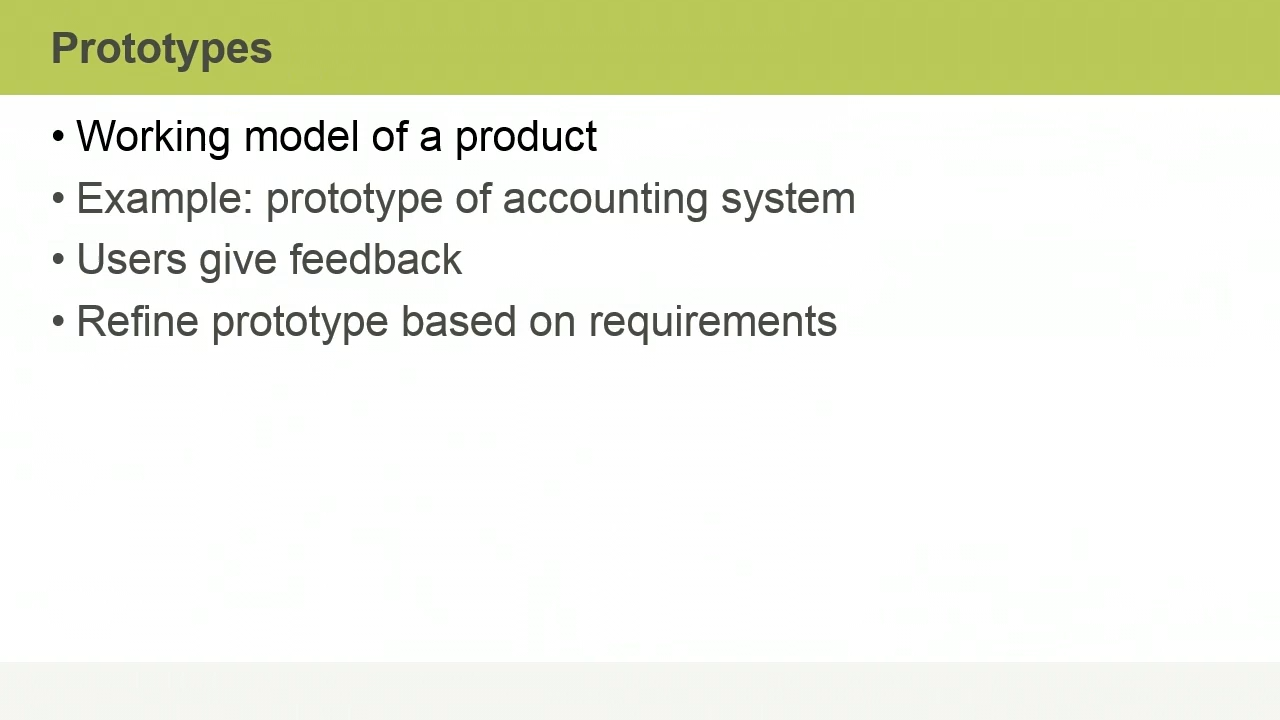 Prototypes
• Working model of a product
• Example: prototype of accounting system
• Users give feedback
• Refine prototype based on requirements